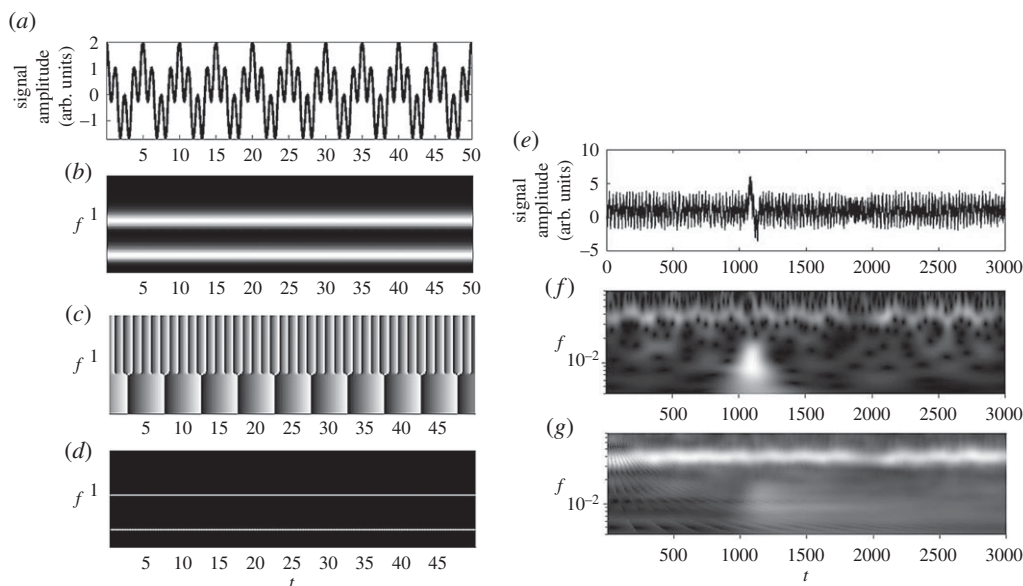 (a)
signal
amplitude
(arb. units)
2
1
0
−1
5 10 15 20 25 30 35 40 45 50
(b)
f 1
5 10 15 20 25 30 35 40 45 50
(c)
f 1
5 10 15 20 25 30 35 40 45
(d)
f 1
5 10 15 20 25 30 35 40 45
t
(e)
signal
amplitude
(arb. units)
10
5
0
−5
0 500 1000 1500 2000 2500 3000
(f)
f 10⁻²
500 1000 1500 2000 2500 3000
(g)
f 10⁻²
500 1000 1500 2000 2500 3000
t